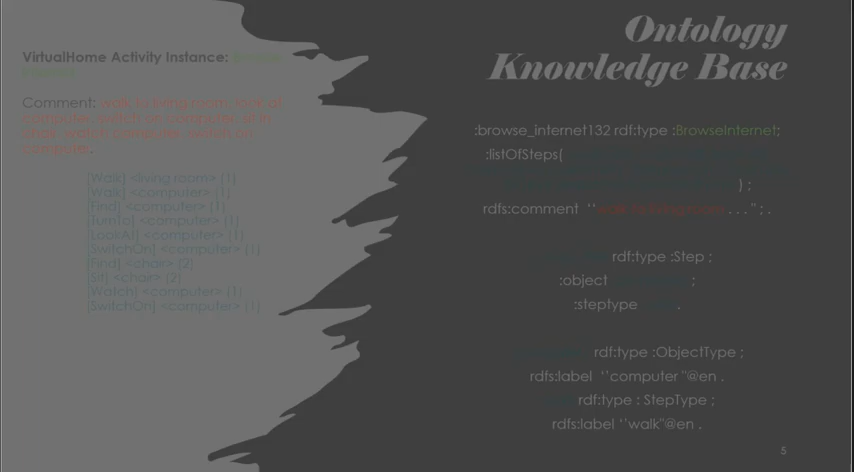 Ontology
Knowledge Base
VirtualHome Activity Instance: Browse
Internet
Comment: walk to living room, look at
computer, switch on computer, sit in
chair, watch computer, switch on
computer.
[Walk] <living room> (1)
[Walk] <computer> (1)
[Find] <computer> (1)
[TurnTo] <computer> (1)
[LookAt] <computer> (1)
[SwitchOn] <computer> (1)
[Find] <chair> (2)
[Sit] <chair> (2)
[Watch] <computer> (1)
[SwitchOn] <computer> (1)
:browse_internet132 rdf:type :BrowseInternet;
:listOfSteps(
) ;
rdfs:comment ‘‘walk to living room . . . " ; .
rdf:type :Step ;
:object ;
:steptype .
rdf:type :ObjectType ;
rdfs:label ‘‘computer "@en .
rdf:type : StepType ;
rdfs:label ‘‘walk"@en .
5